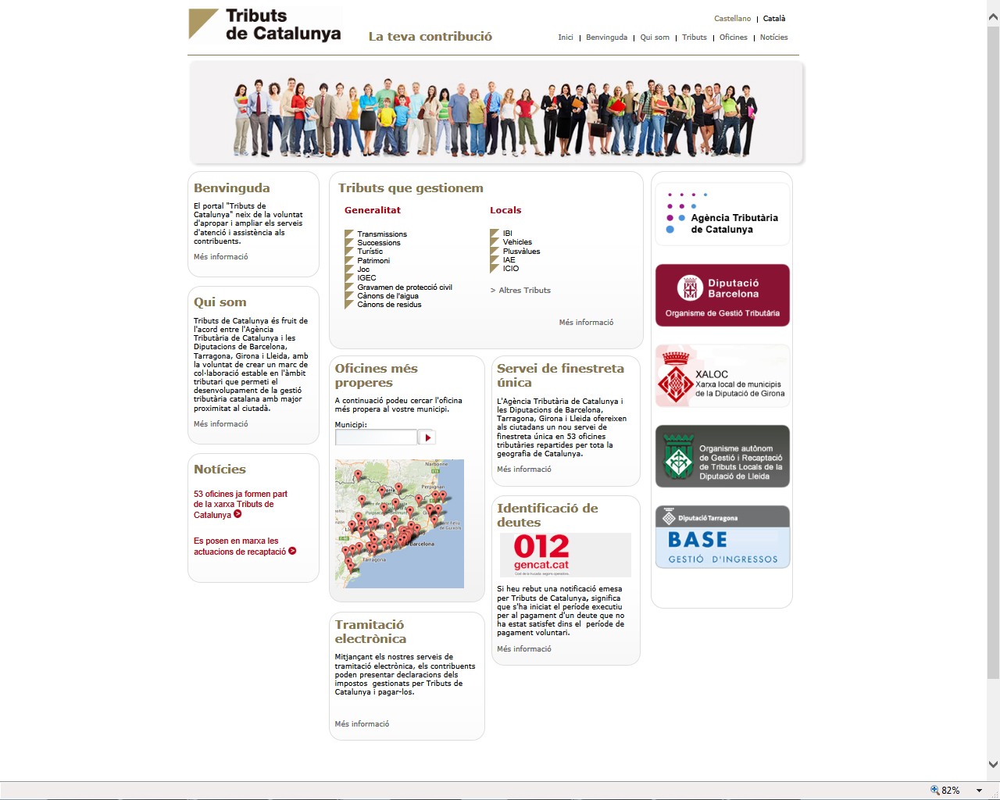 Tributs
de Catalunya
La teva contribució
Castellano | Català
Inici | Benvinguda | Qui som | Tributs | Oficines | Notícies
Benvinguda
El portal "Tributs de
Catalunya" neix de la voluntat
d'apropar i ampliar els serveis
d'atenció i assistència als
contribuents.
Més informació
Qui som
Tributs de Catalunya és fruit de
l'acord entre l'Agència
Tributària de Catalunya i les
Diputacions de Barcelona,
Tarragona, Girona i Lleida, amb
la voluntat de crear un marc de
col·laboració estable en l'àmbit
tributari que permeti el
desenvolupament de la gestió
tributària catalana amb major
proximitat al ciutadà.
Més informació
Notícies
53 oficines ja formen part
de la xarxa Tributs de
Catalunya
Es posen en marxa les
actuacions de recaptació
Tributs que gestionem
Generalitat
Transmissions
Successions
Turístic
Patrimoni
Joc
IGEC
Gravamen de protecció civil
Cànons de l'aigua
Cànons de residus
Locals
IBI
Vehicles
Plusvàlues
IAE
ICIO
> Altres Tributs
Més informació
Oficines més
properes
A continuació podeu cercar l'oficina
més propera al vostre municipi.
Municipi:
Narbonne
Perpignan
Barcelona
Tarragona
Tramitació
electrònica
Mitjançant els nostres serveis de
tramitació electrònica, els contribuents
poden presentar declaracions dels
impostos gestionats per Tributs de
Catalunya i pagar-los.
Més informació
Servei de finestreta
única
L'Agència Tributària de Catalunya i
les Diputacions de Barcelona,
Tarragona, Girona i Lleida ofereixen
als ciutadans un nou servei de
finestreta única en 53 oficines
tributàries repartides per tota la
geografia de Catalunya.
Més informació
Identificació de
deutes
012
gencat.cat
Cost de la trucada: segons operadora.
Si heu rebut una notificació emesa
per Tributs de Catalunya, significa
que s'ha iniciat el període executiu
per al pagament d'un deute que no
ha estat satisfet dins el període de
pagament voluntari.
Més informació
Agència Tributària
de Catalunya
Diputació
Barcelona
Organisme de Gestió Tributària
XALOC
Xarxa local de municipis
de la Diputació de Girona
Organisme autònom
de Gestió i Recaptació
de Tributs Locals de la
Diputació de Lleida
Diputació Tarragona
BASE
GESTIÓ D'INGRESSOS
82%